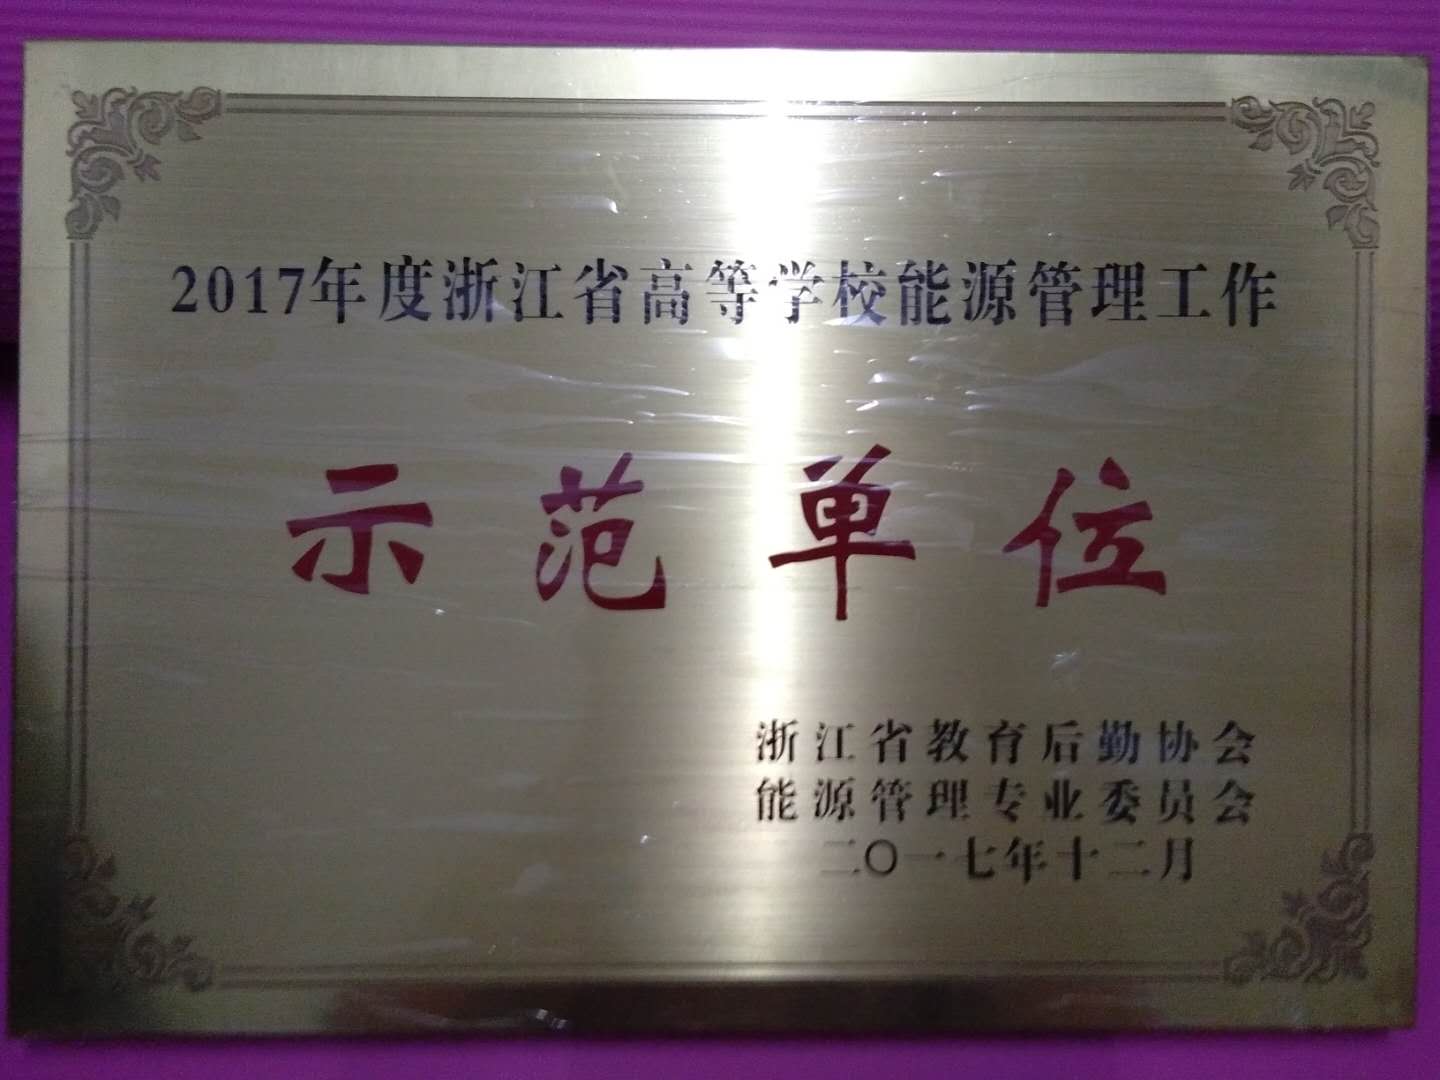 2017年度浙江省高等学校能源管理工作
示范单位
浙江省教育后勤协会
能源管理专业委员会
二〇一七年十二月